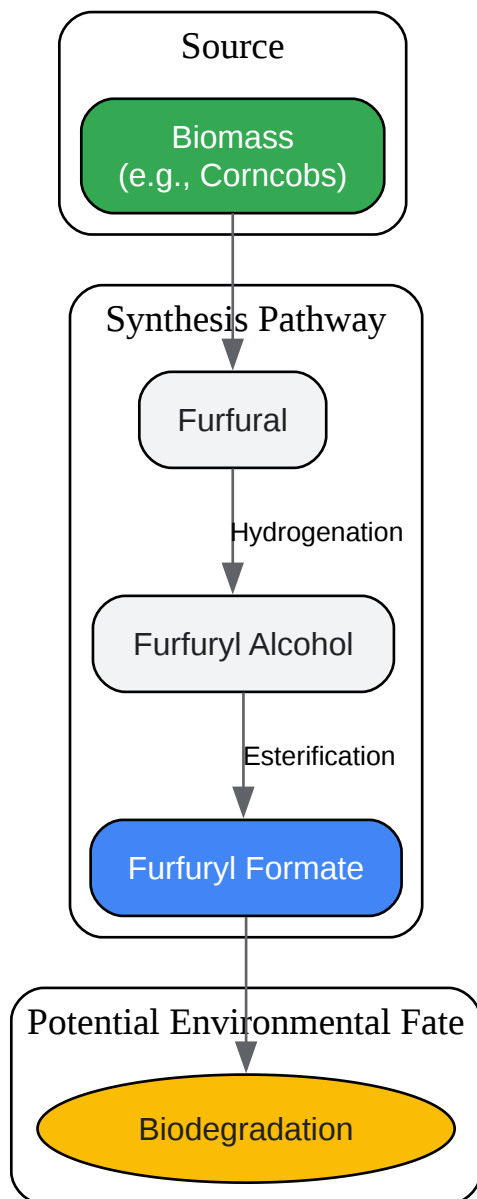 Source
Biomass
(e.g., Corncobs)
Synthesis Pathway
Furfural
Hydrogenation
Furfuryl Alcohol
Esterification
Furfuryl Formate
Potential Environmental Fate
Biodegradation